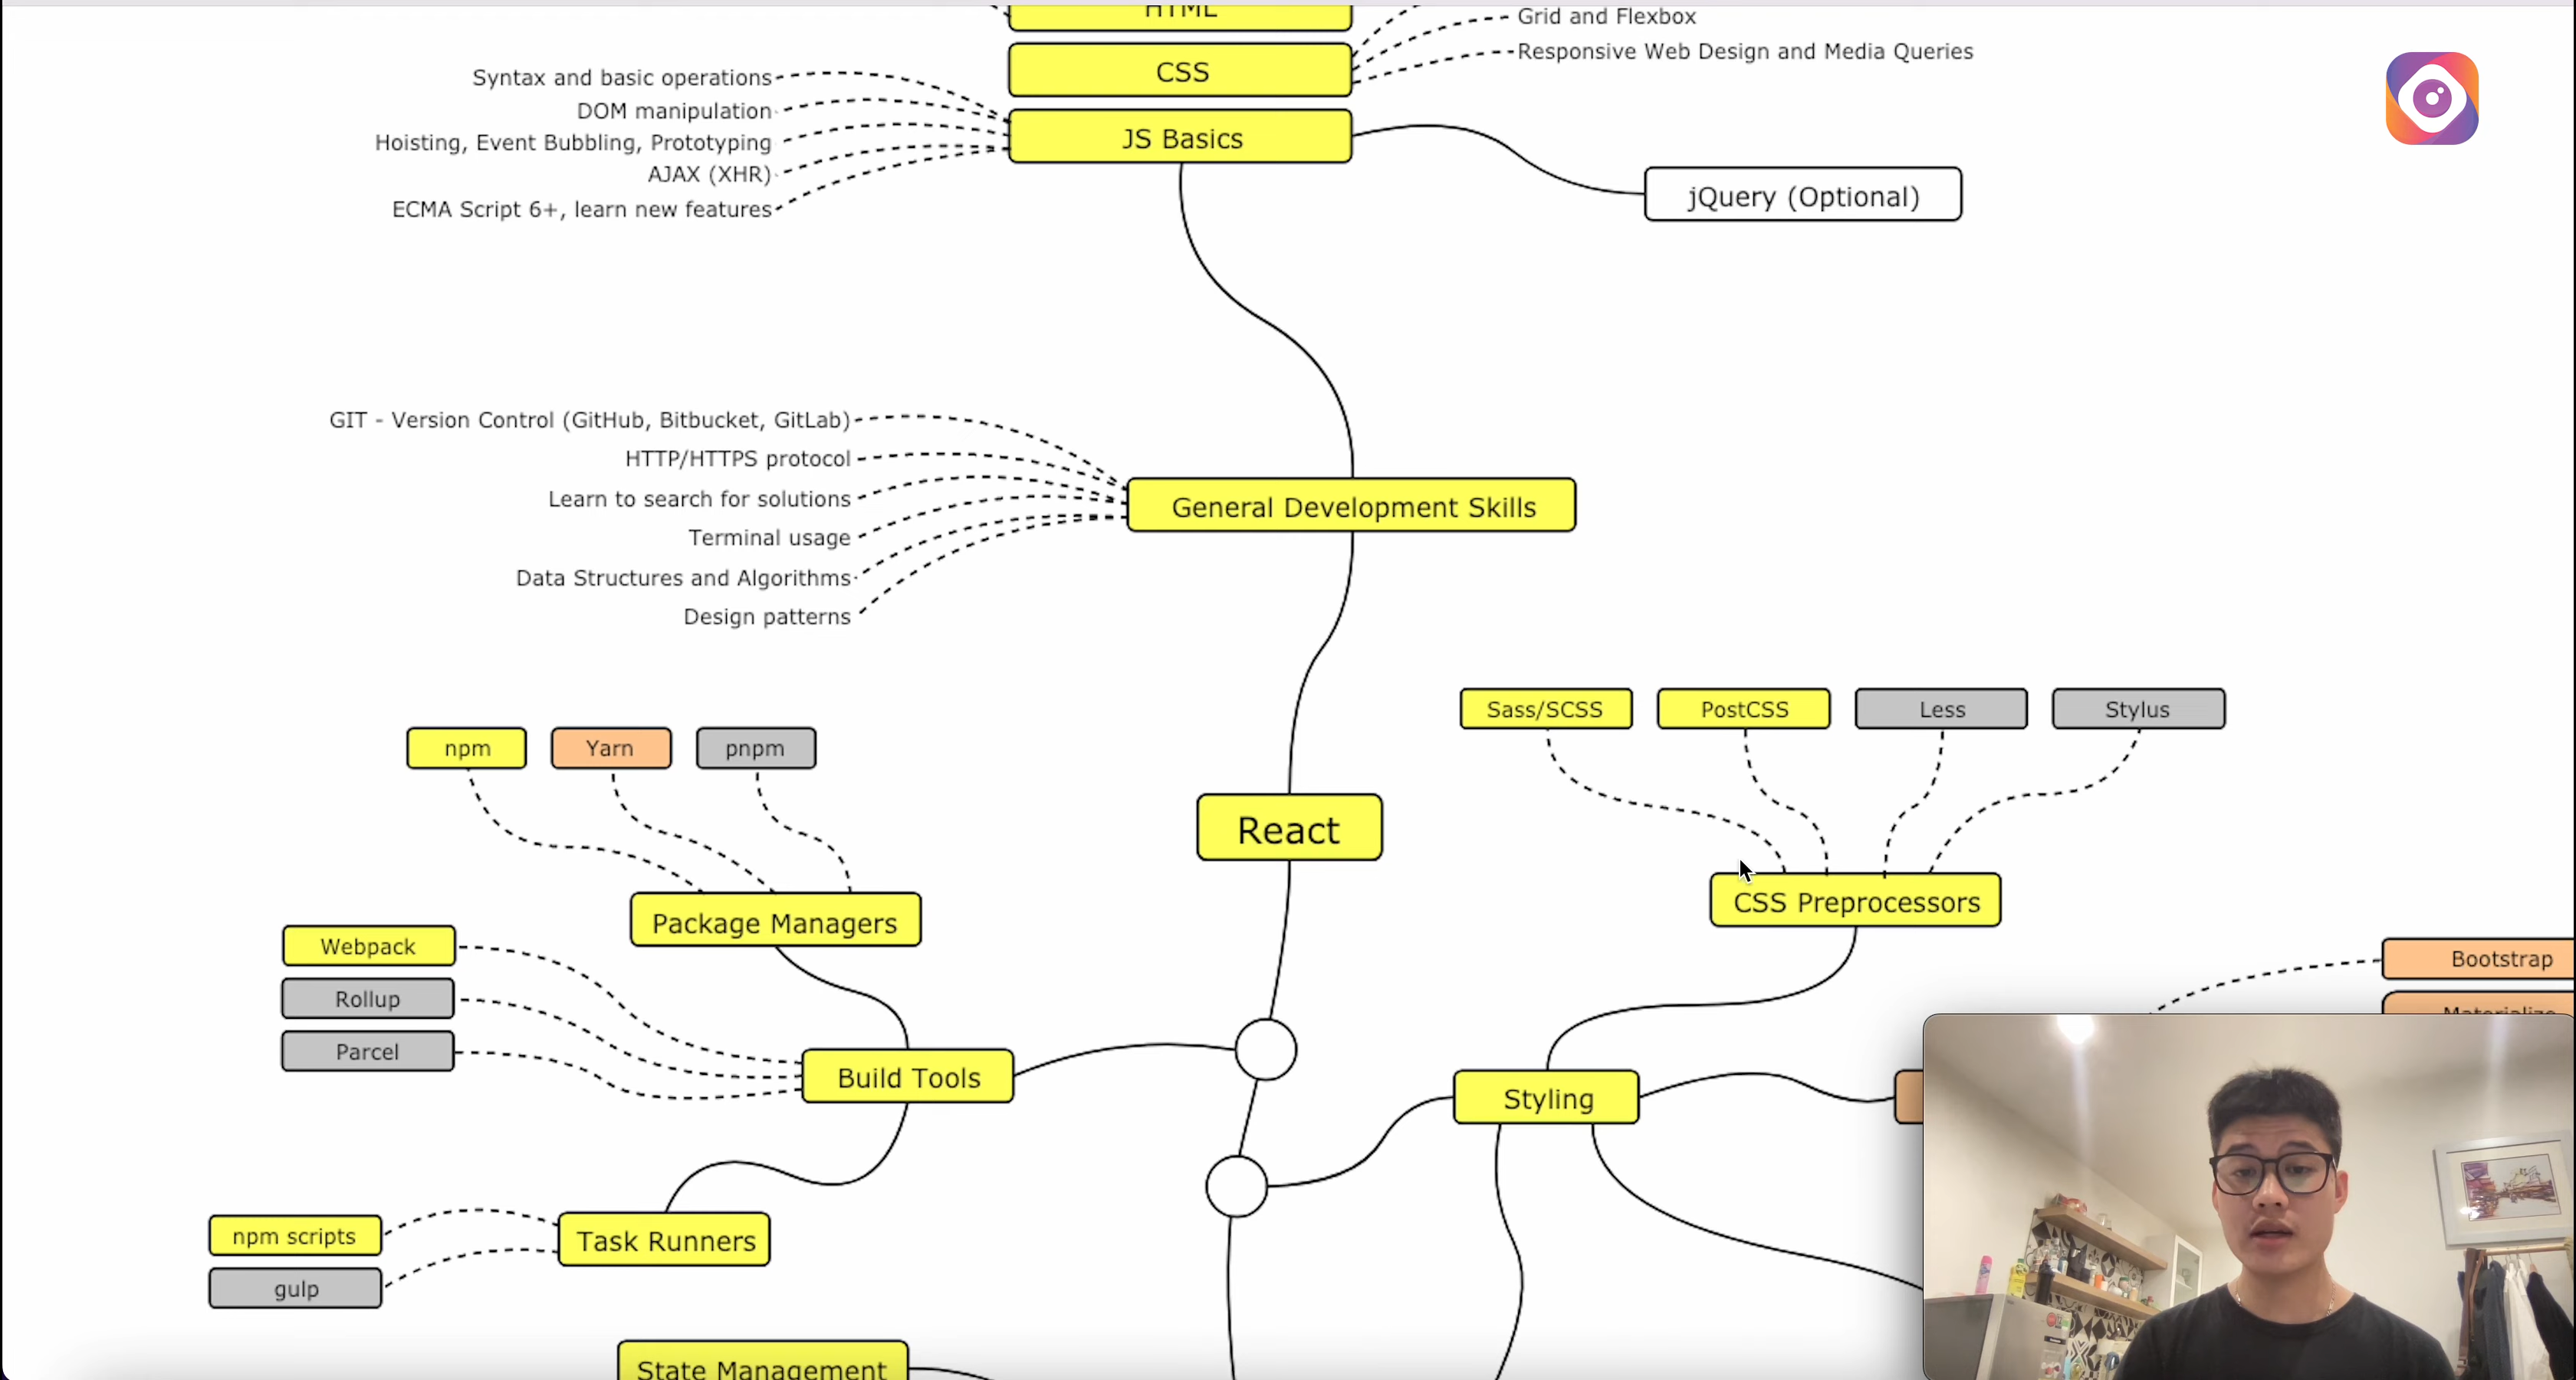 HTML
Grid and Flexbox
CSS
Responsive Web Design and Media Queries
Syntax and basic operations
DOM manipulation
JS Basics
Hoisting, Event Bubbling, Prototyping
AJAX (XHR)
jQuery (Optional)
ECMA Script 6+, learn new features
GIT - Version Control (GitHub, Bitbucket, GitLab)
HTTP/HTTPS protocol
Learn to search for solutions
General Development Skills
Terminal usage
Data Structures and Algorithms
Design patterns
Sass/SCSS
PostCSS
Less
Stylus
npm
Yarn
pnpm
React
CSS Preprocessors
Package Managers
Webpack
Bootstrap
Rollup
Materialize
Parcel
Build Tools
Styling
npm scripts
Task Runners
gulp
State Management